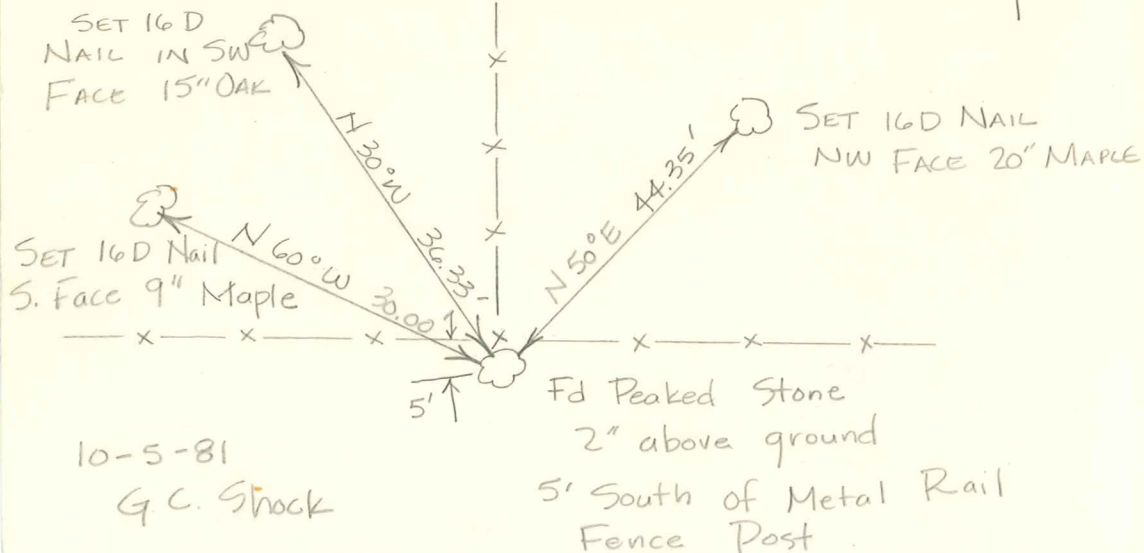 SET 16 D
NAIL IN SW
FACE 15" OAK
SET 16D NAIL
NW FACE 20" MAPLE
N 30°W 36.33'
N 50°E 44.35'
SET 16D Nail
S. Face 9" Maple
N 60°W 30.00
5'
Fd Peaked Stone
2" above ground
5' South of Metal Rail
Fence Post
10-5-81
G.C. Shock